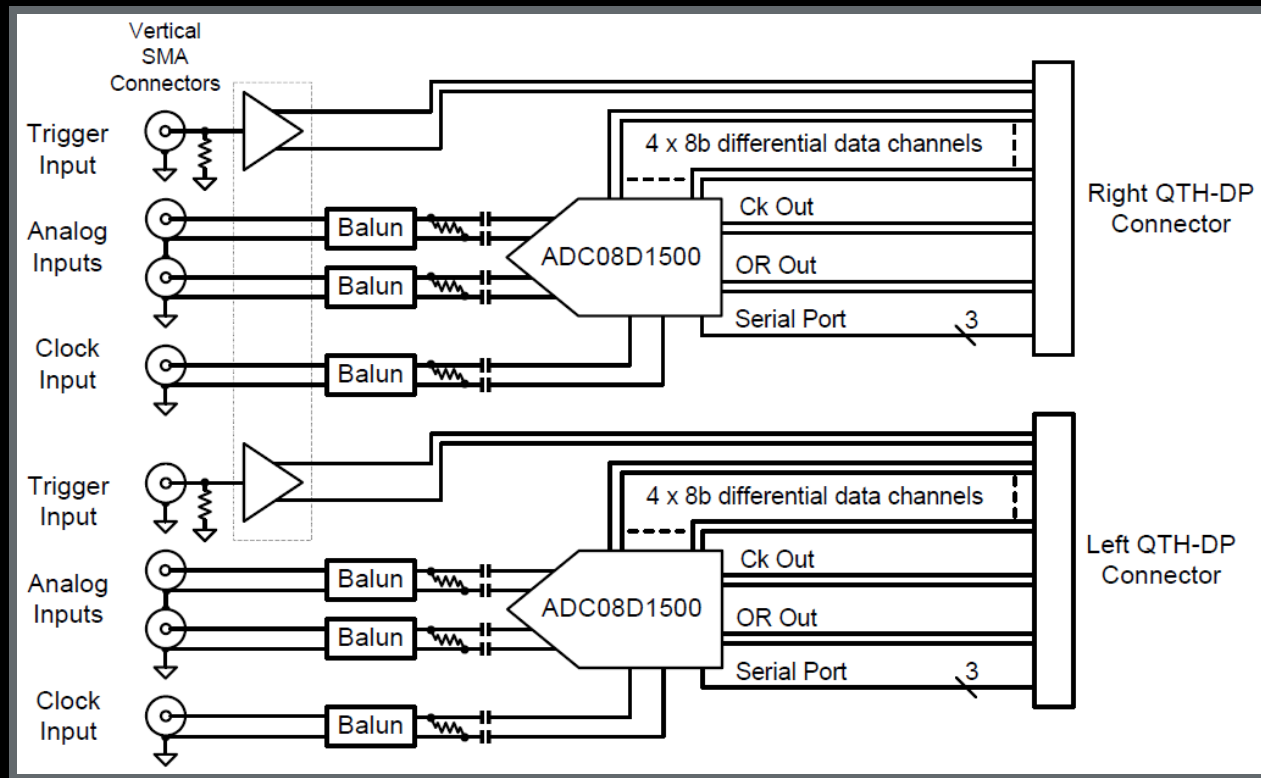 Vertical
SMA
Connectors
Trigger
Input
4 x 8b differential data channels
Right QTH-DP
Connector
Analog
Inputs
Balun
Balun
ADC08D1500
Ck Out
OR Out
Serial Port
3
Clock
Input
Balun
Trigger
Input
4 x 8b differential data channels
Left QTH-DP
Connector
Analog
Inputs
Balun
Balun
ADC08D1500
Ck Out
OR Out
Serial Port
3
Clock
Input
Balun